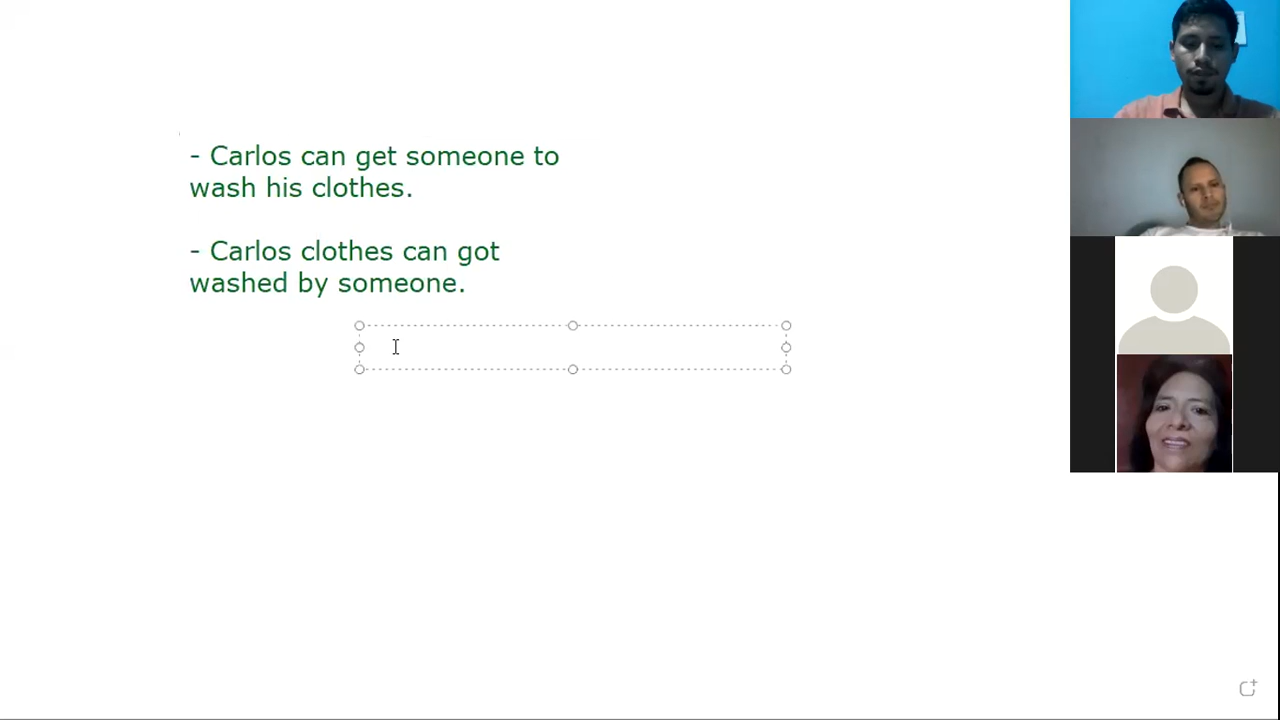 - Carlos can get someone to
wash his clothes.
- Carlos clothes can got
washed by someone.